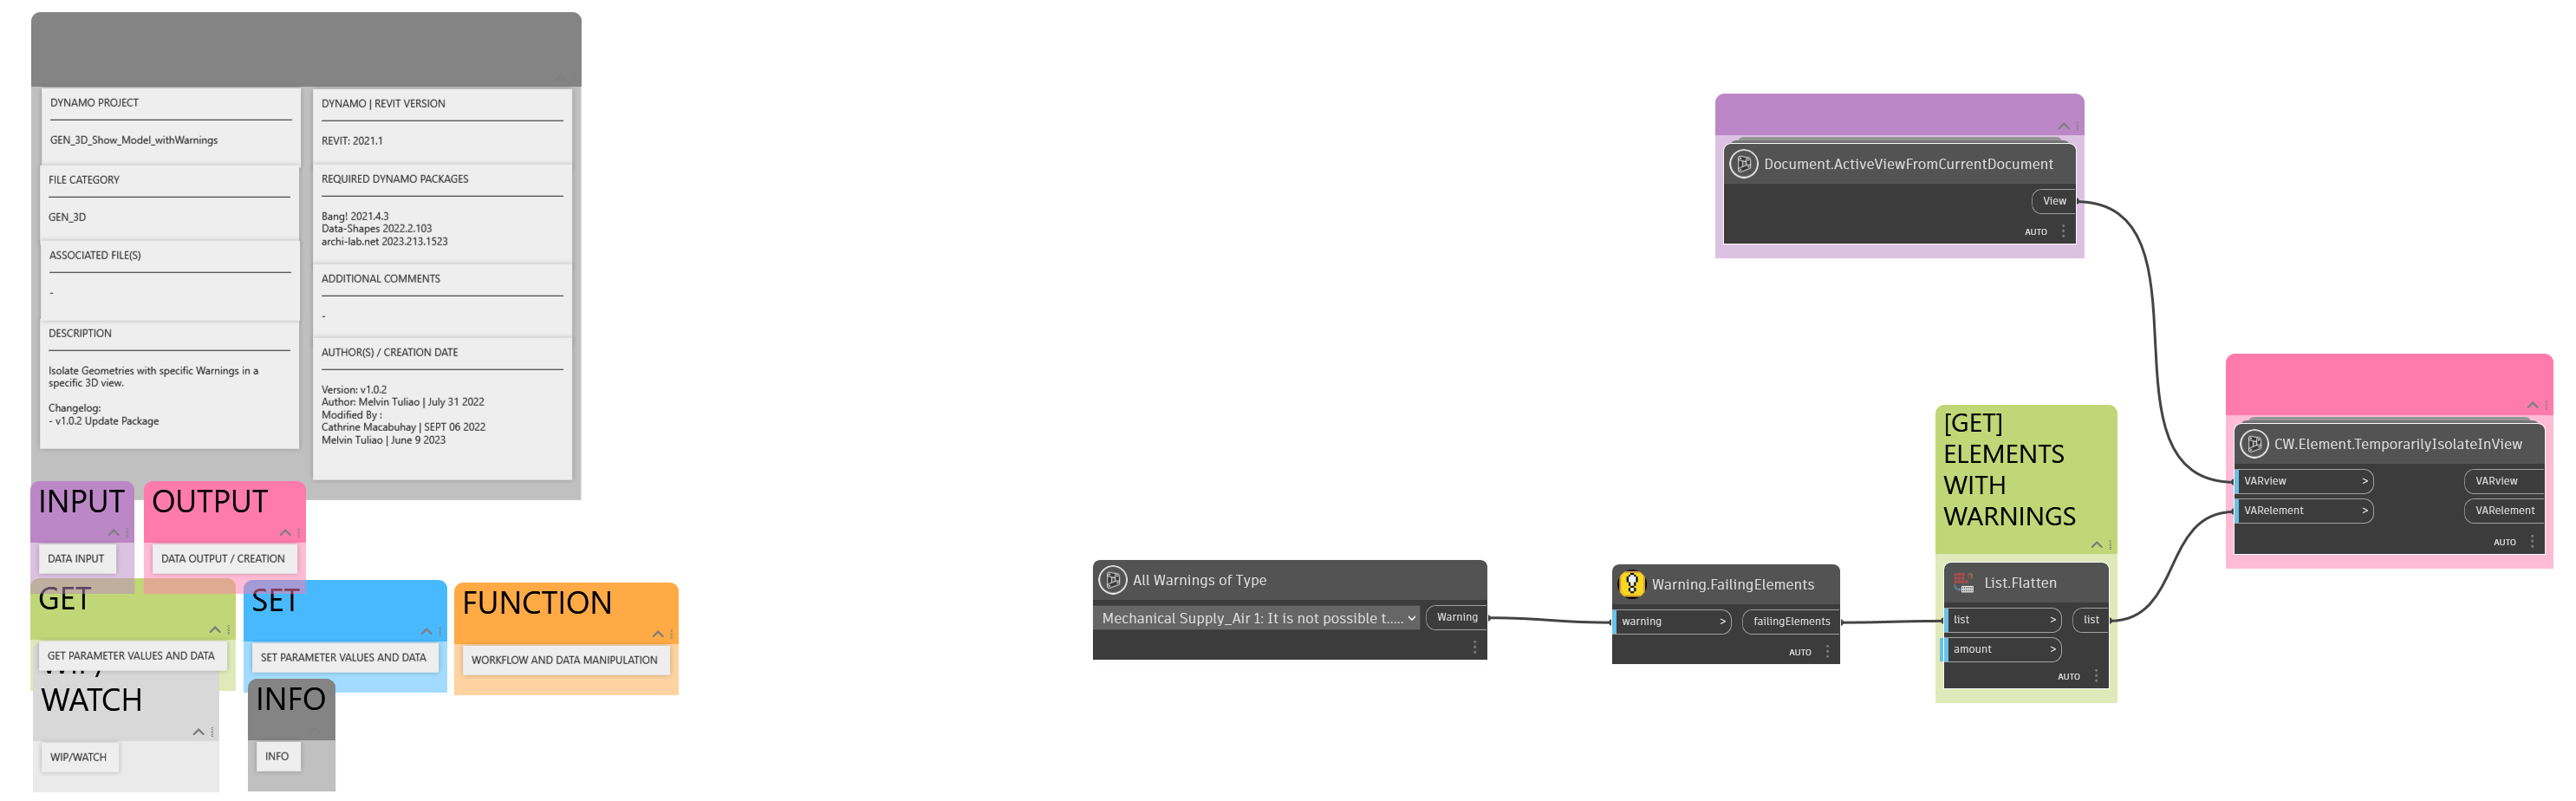 DYNAMO PROJECT
GEN_3D_Show_Model_withWarnings
FILE CATEGORY
GEN_3D
ASSOCIATED FILE(S)
-
DESCRIPTION
Isolate Geometries with specific Warnings in a
specific 3D view.
Changelog:
- v1.0.2 Update Package
DYNAMO | REVIT VERSION
REVIT: 2021.1
REQUIRED DYNAMO PACKAGES
Bang! 2021.4.3
Data-Shapes 2022.2.103
archi-lab.net 2023.213.1523
ADDITIONAL COMMENTS
-
AUTHOR(S) / CREATION DATE
Version: v1.0.2
Author: Melvin Tuliao | July 31 2022
Modified By :
Cathrine Macabuhay | SEPT 06 2022
Melvin Tuliao | June 9 2023
INPUT
DATA INPUT
OUTPUT
DATA OUTPUT / CREATION
GET
GET PARAMETER VALUES AND DATA
SET
SET PARAMETER VALUES AND DATA
FUNCTION
WORKFLOW AND DATA MANIPULATION
WIP/
WATCH
WIP/WATCH
INFO
INFO
All Warnings of Type
Mechanical Supply_Air 1: It is not possible t.....
Warning
Warning.FailingElements
warning >
failingElements
AUTO
[GET]
ELEMENTS
WITH
WARNINGS
List.Flatten
list >
list
amount >
AUTO
Document.ActiveViewFromCurrentDocument
View
AUTO
CW.Element.TemporarilyIsolateInView
VARview >
VARview
VARelement >
VARelement
AUTO